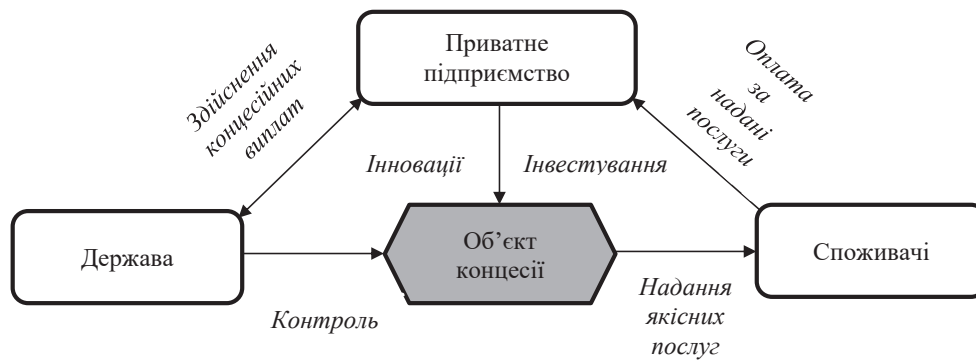 Приватне
підприємство
Здійснення
концесійних
виплат
Оплата
за
надані
послуги
Інновації
Інвестування
Держава
Об’єкт
концесії
Споживачі
Контроль
Надання
якісних
послуг